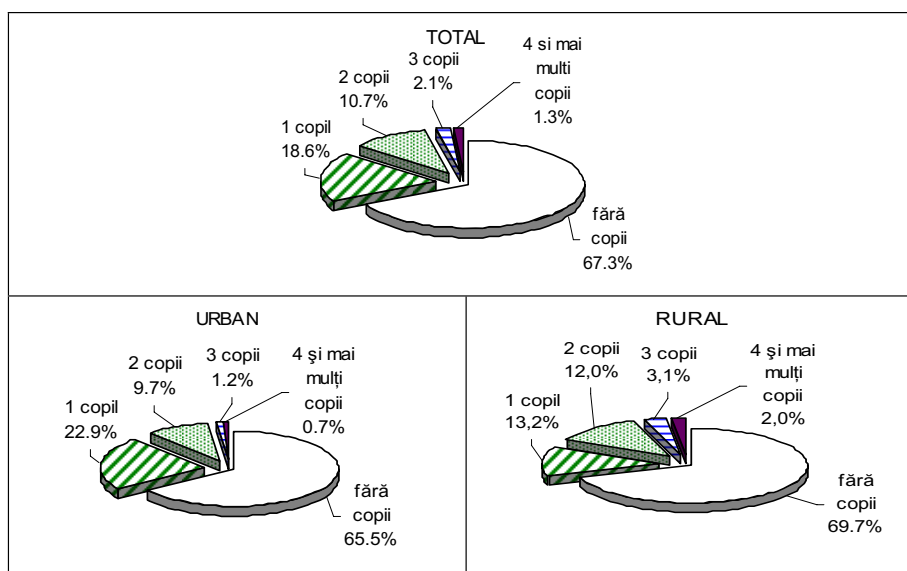 TOTAL
4 si mai
multi
copii
1.3%
3 copii
2.1%
2 copii
10.7%
1 copil
18.6%
fără
copii
67.3%
URBAN
4 şi mai
mulți
copii
0.7%
3 copii
1.2%
2 copii
9.7%
1 copil
22.9%
fără
copii
65.5%
RURAL
4 şi mai
mulți
copii
2,0%
3 copii
3,1%
2 copii
12,0%
1 copil
13,2%
fără
copii
69.7%